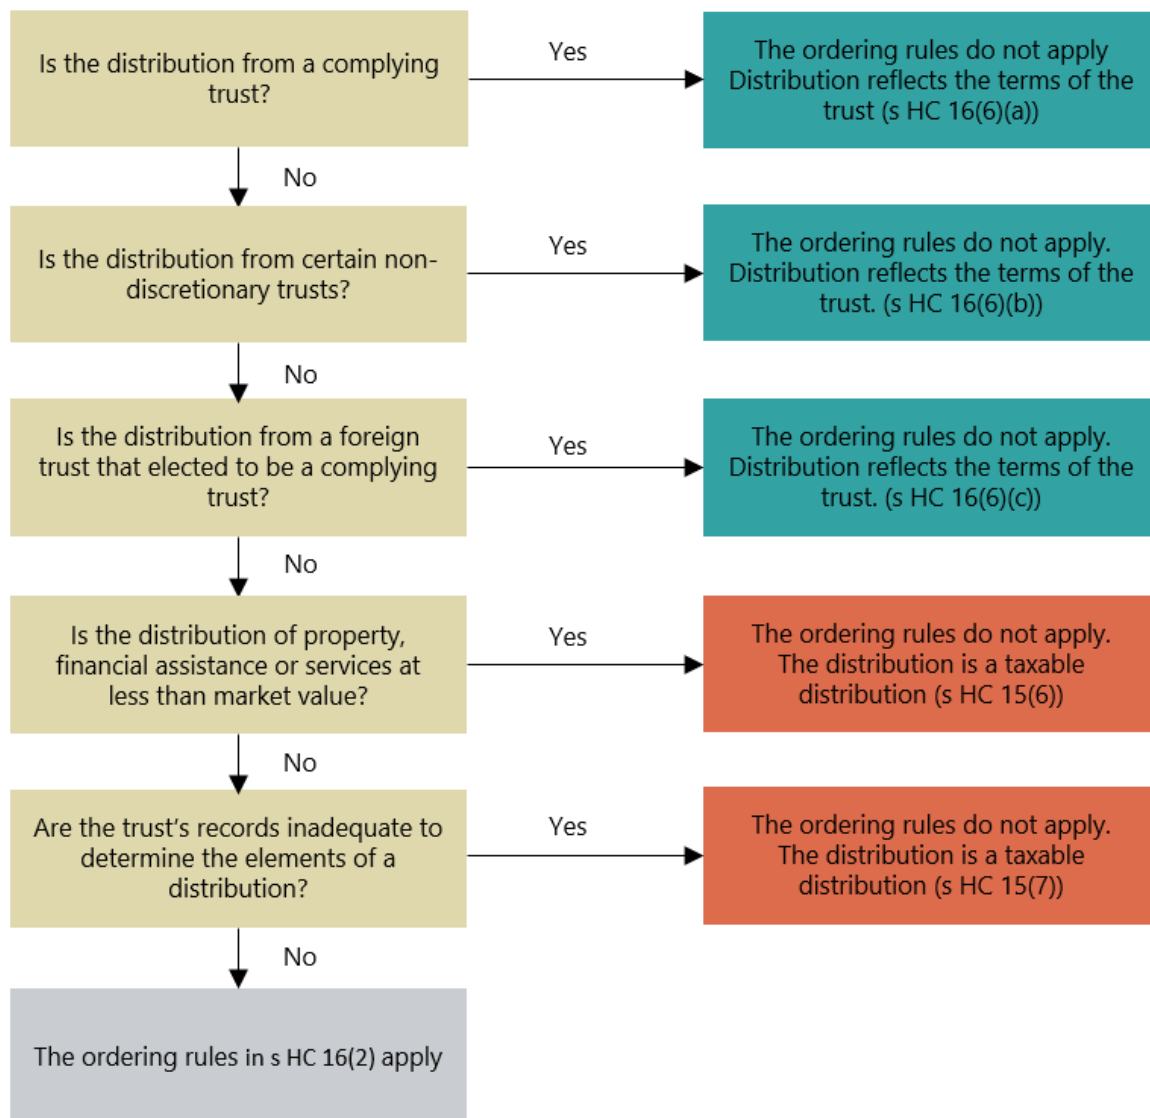 Is the distribution from a complying
trust?
Yes
The ordering rules do not apply
Distribution reflects the terms of the
trust (s HC 16(6)(a))
No
Is the distribution from certain non-
discretionary trusts?
Yes
The ordering rules do not apply.
Distribution reflects the terms of the
trust. (s HC 16(6)(b))
No
Is the distribution from a foreign
trust that elected to be a complying
trust?
Yes
The ordering rules do not apply.
Distribution reflects the terms of the
trust. (s HC 16(6)(c))
No
Is the distribution of property,
financial assistance or services at
less than market value?
Yes
The ordering rules do not apply.
The distribution is a taxable
distribution (s HC 15(6))
No
Are the trust’s records inadequate to
determine the elements of a
distribution?
Yes
The ordering rules do not apply.
The distribution is a taxable
distribution (s HC 15(7))
No
The ordering rules in s HC 16(2) apply